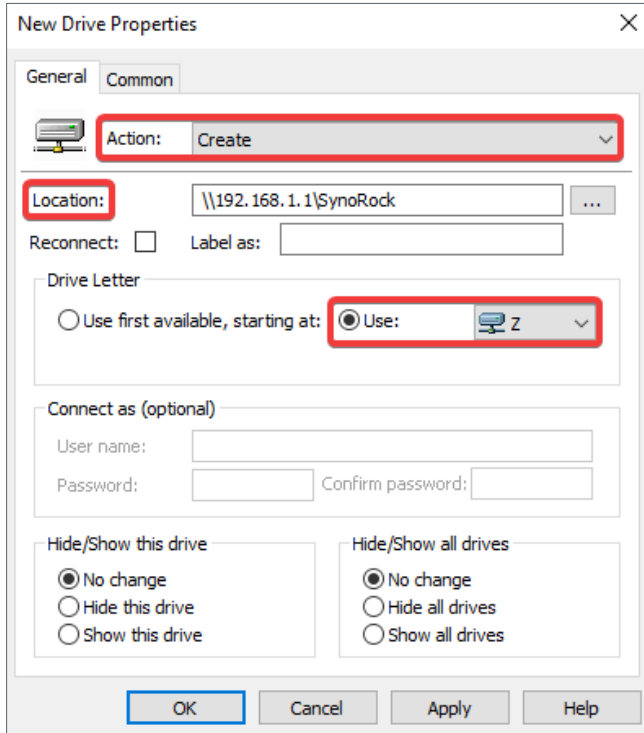 New Drive Properties
General Common
Action: Create
Location: \\192.168.1.1\SynoRock ...
Reconnect: Label as:
Drive Letter
Use first available, starting at: Use: Z
Connect as (optional)
User name:
Password: Confirm password:
Hide/Show this drive Hide/Show all drives
No change No change
Hide this drive Hide all drives
Show this drive Show all drives
OK Cancel Apply Help